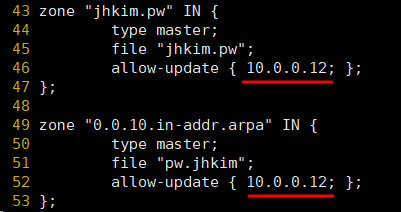 43 zone "jhkim.pw" IN {
44         type master;
45         file "jhkim.pw";
46         allow-update { 10.0.0.12; };
47 };
48
49 zone "0.0.10.in-addr.arpa" IN {
50         type master;
51         file "pw.jhkim";
52         allow-update { 10.0.0.12; };
53 };